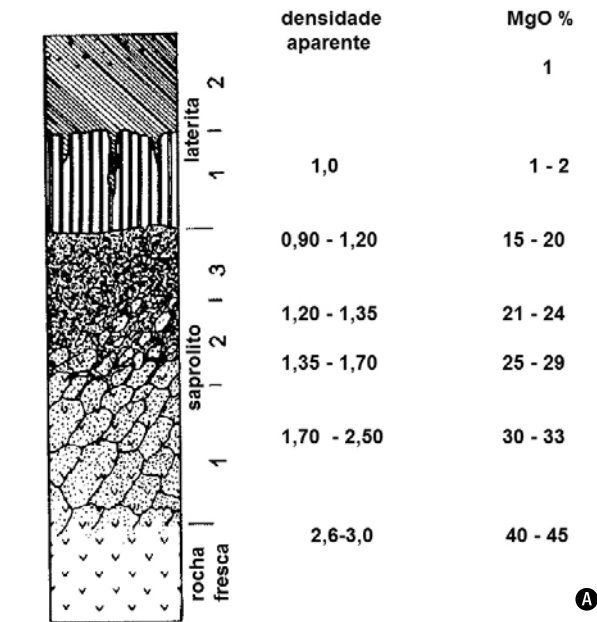 densidade aparente
MgO %
1
laterita
2
1
1,0
1 - 2
0,90 - 1,20
15 - 20
saprolito
3
1,20 - 1,35
21 - 24
2
1,35 - 1,70
25 - 29
1
1,70 - 2,50
30 - 33
rocha fresca
2,6-3,0
40 - 45
A